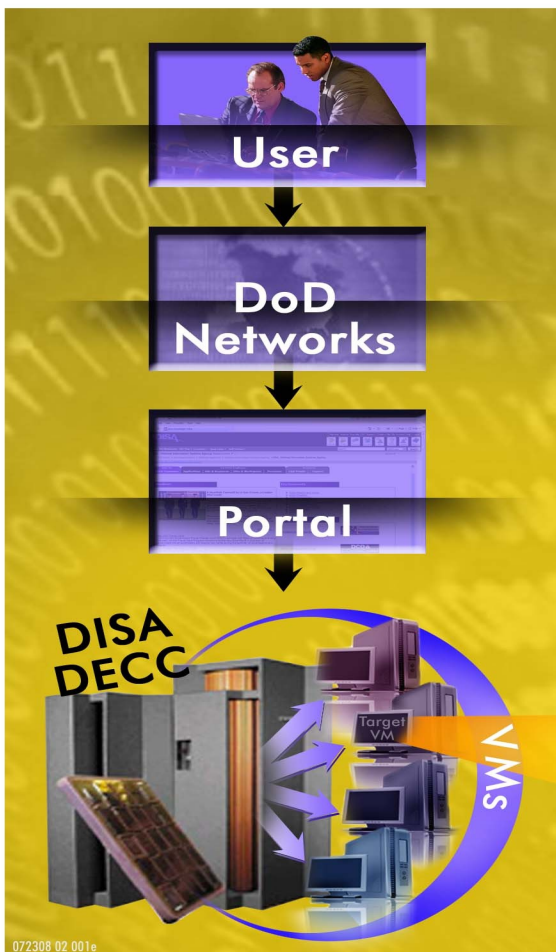 User
DoD
Networks
Portal
DISA
DECC
Target
VM
VMs
072308 02 001e